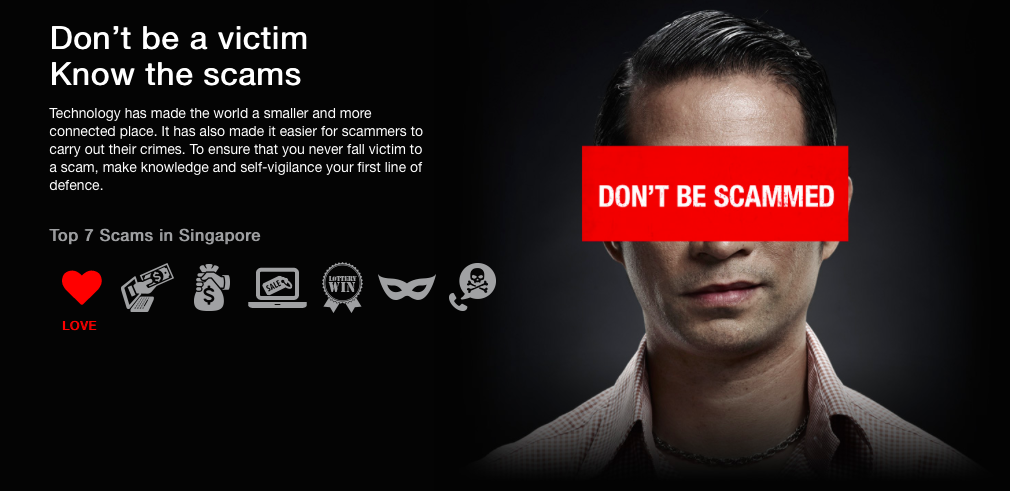 Don't be a victim
Know the scams
Technology has made the world a smaller and more
connected place. It has also made it easier for scammers to
carry out their crimes. To ensure that you never fall victim to
a scam, make knowledge and self-vigilance your first line of
defence.
Top 7 Scams in Singapore
$
$
SALE
LOTTERY
WIN
LOVE
DON'T BE SCAMMED